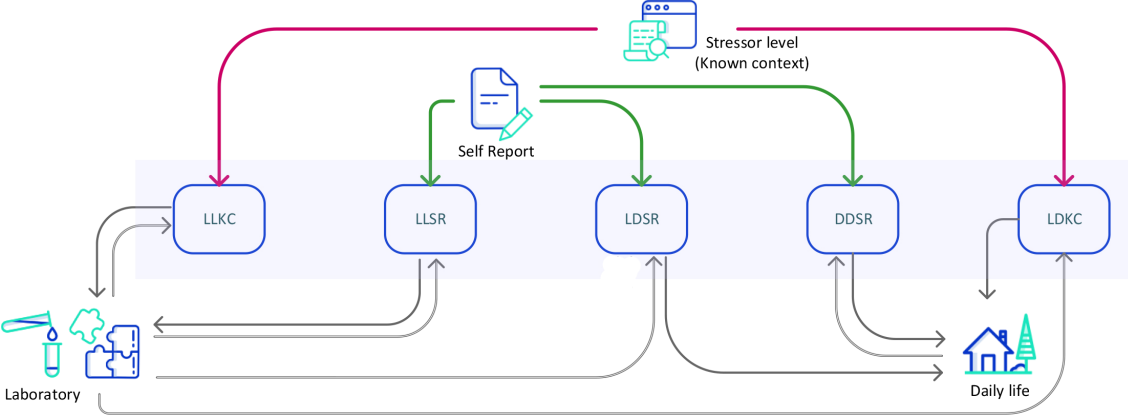 Stressor level
(Known context)
Self Report
LLKC
LLSR
LDSR
DDSR
LDKC
Laboratory
Daily life